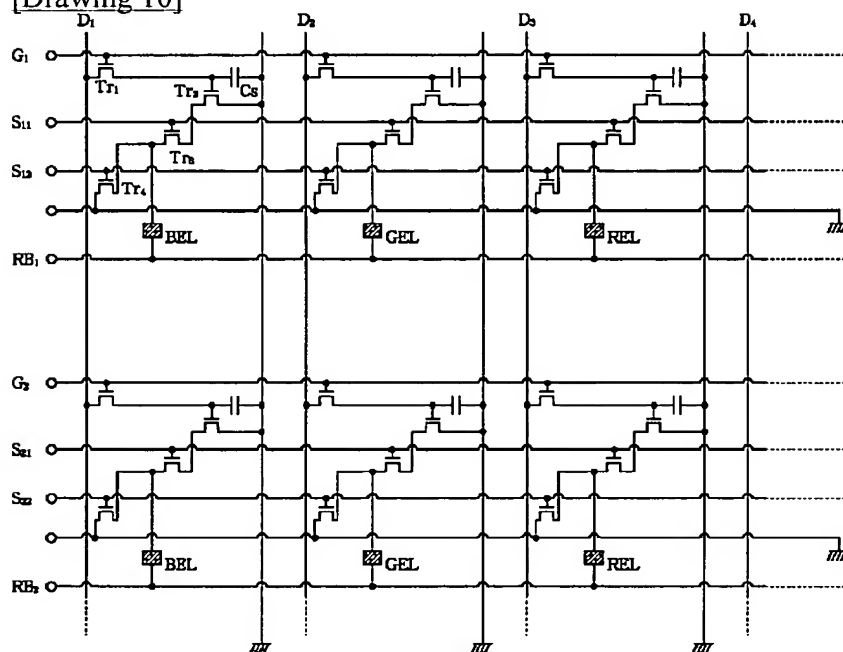 [Drawing 10]
D₁ D₂ D₃ D₄
G₁
Tr₁ Tr₂ Cs
S₁₁
Tr₃
S₁₂
Tr₄
BEL GEL REL
RB₁
G₂
S₂₁
S₂₂
BEL GEL REL
RB₂